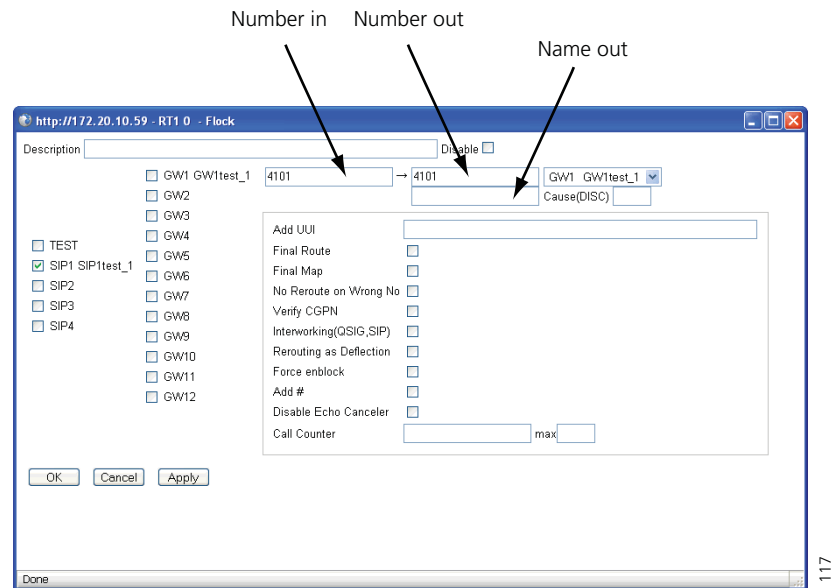 Number in Number out
Name out
http://172.20.10.59 - RT1 0 - Flock
Description Disable
GW1 GW1test_1 4101 → 4101 GW1 GW1test_1
GW2 Cause(DISC)
GW3
GW4
GW5
GW6
GW7
GW8
GW9
GW10
GW11
GW12
TEST
SIP1 SIP1test_1
SIP2
SIP3
SIP4
Add UUI
Final Route
Final Map
No Reroute on Wrong No
Verify CGPN
Interworking(QSIG,SIP)
Rerouting as Deflection
Force enblock
Add #
Disable Echo Canceler
Call Counter max
OK Cancel Apply
Done
117